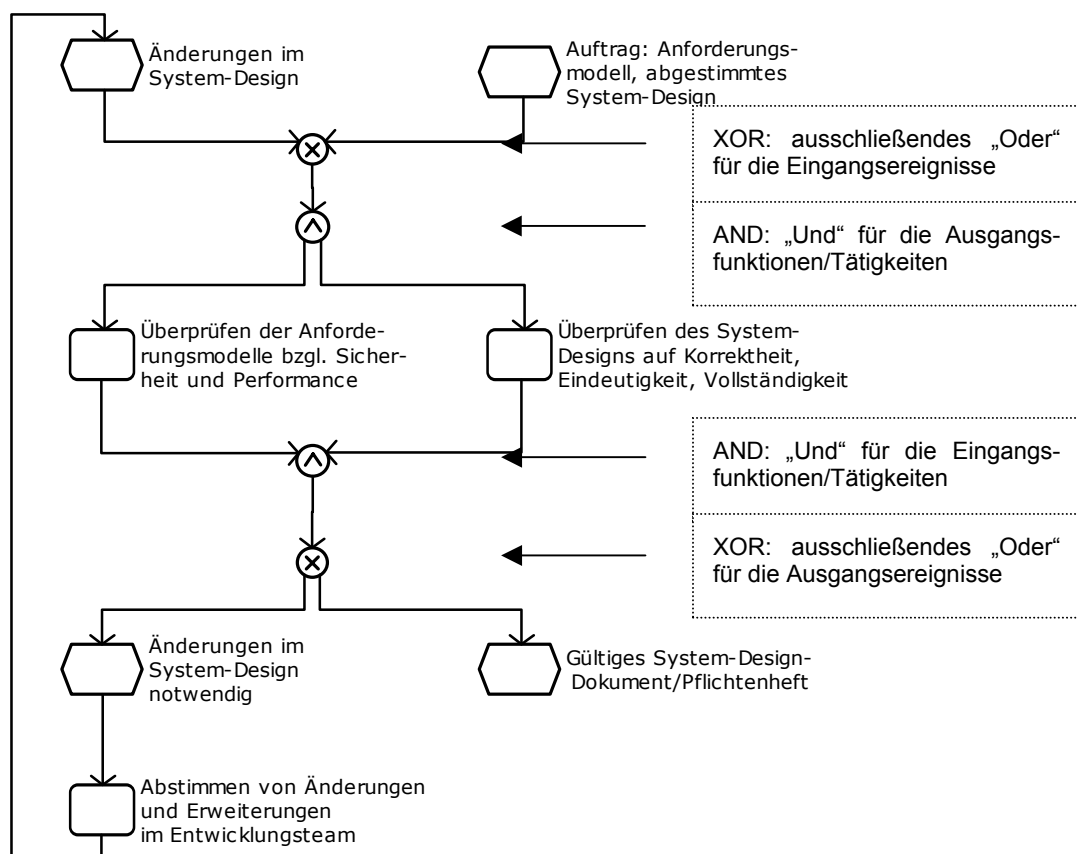 Änderungen im
System-Design
Auftrag: Anforderungs-
modell, abgestimmtes
System-Design
XOR: ausschließendes „Oder“
für die Eingangsereignisse
AND: „Und“ für die Ausgangs-
funktionen/Tätigkeiten
Überprüfen der Anforde-
rungsmodelle bzgl. Sicher-
heit und Performance
Überprüfen des System-
Designs auf Korrektheit,
Eindeutigkeit, Vollständigkeit
AND: „Und“ für die Eingangs-
funktionen/Tätigkeiten
XOR: ausschließendes „Oder“
für die Ausgangsereignisse
Änderungen im
System-Design
notwendig
Gültiges System-Design-
Dokument/Pflichtenheft
Abstimmen von Änderungen
und Erweiterungen
im Entwicklungsteam